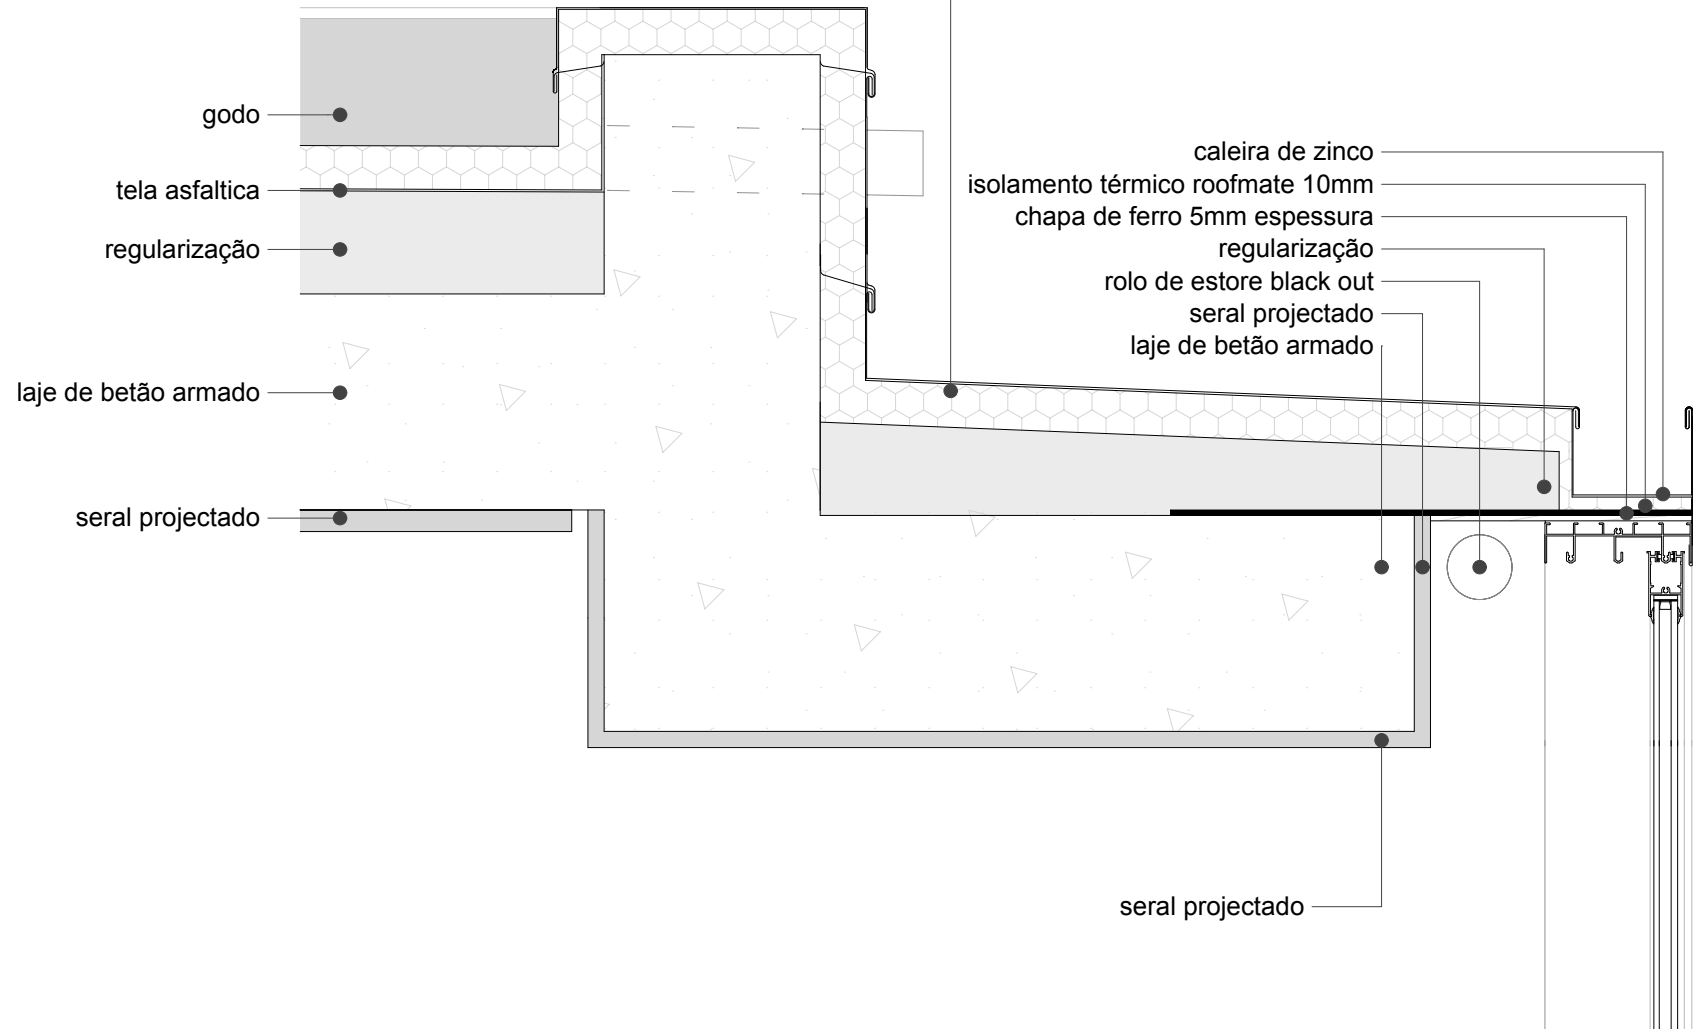 godo
tela asfaltica
regularização
laje de betão armado
seral projectado
caleira de zinco
isolamento térmico roofmate 10mm
chapa de ferro 5mm espessura
regularização
rolo de estore black out
seral projectado
laje de betão armado
seral projectado